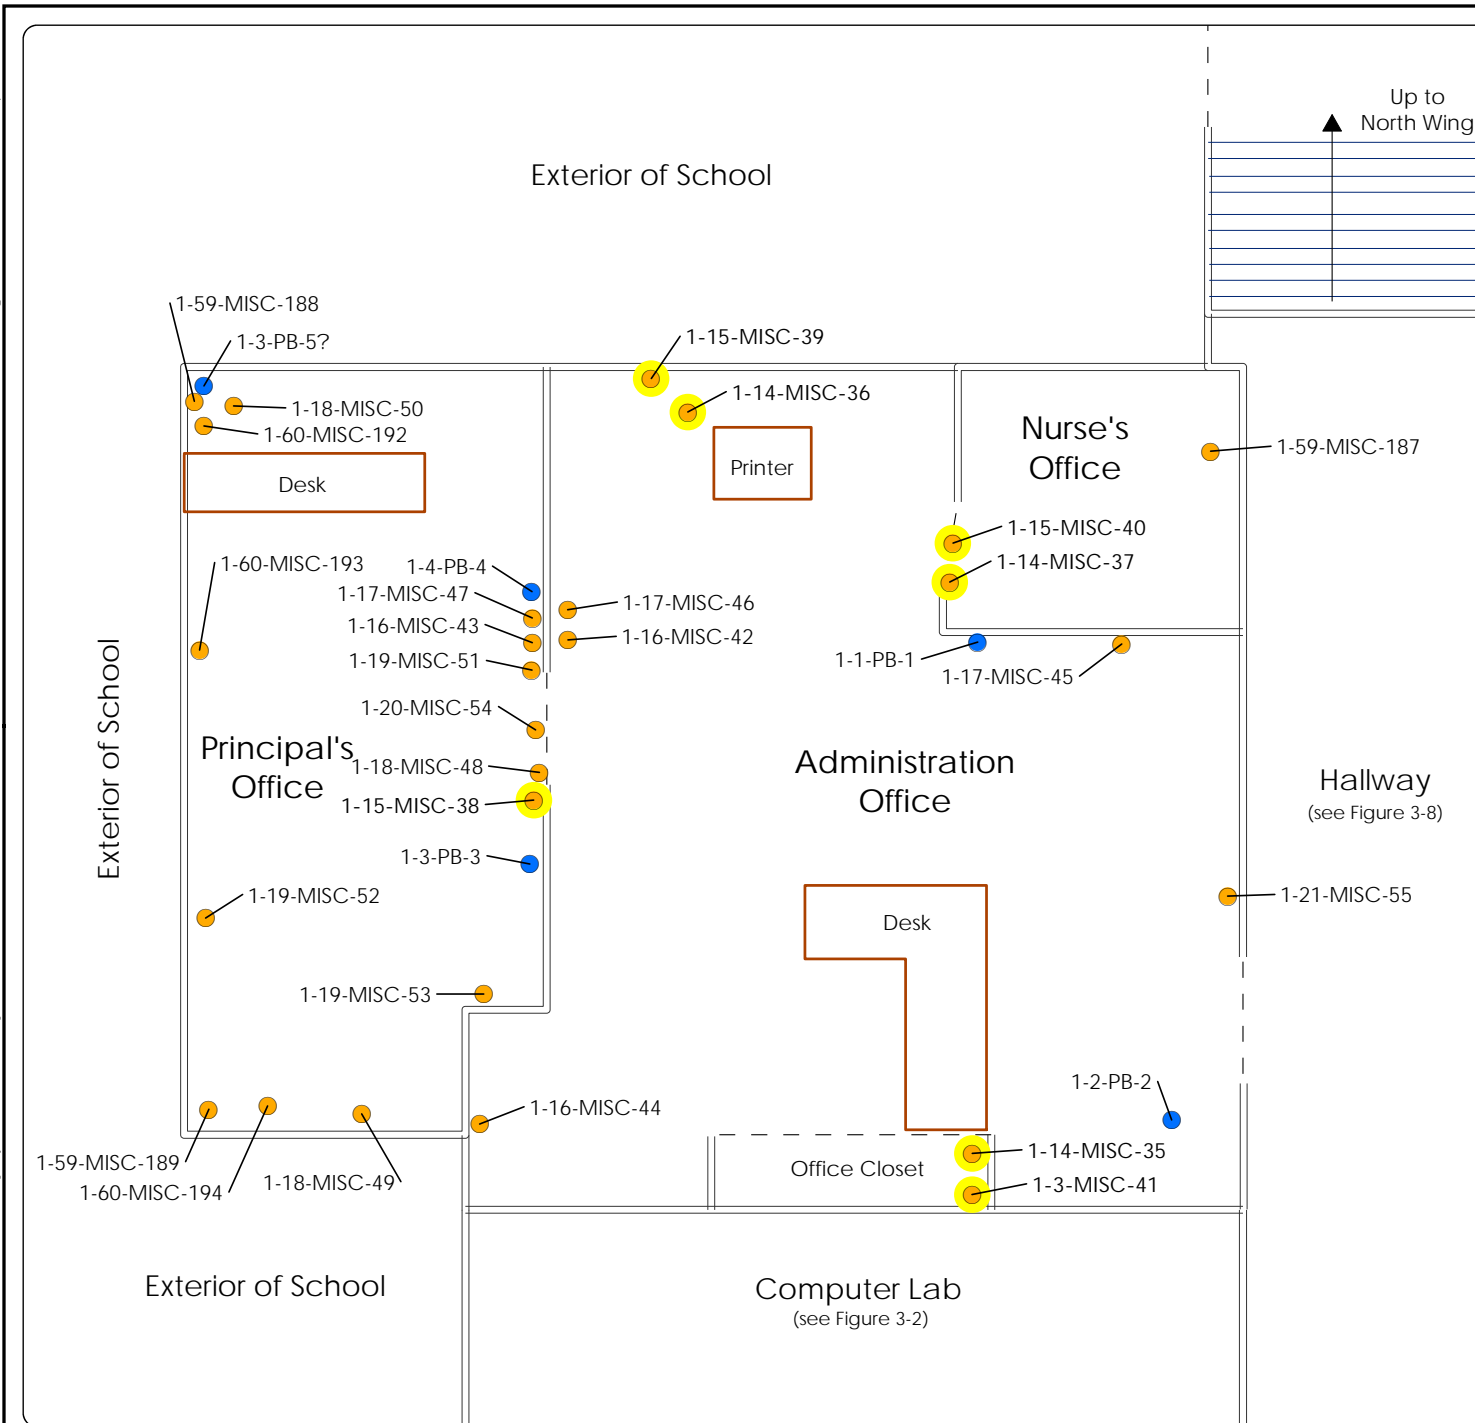 Up to
North Wing
Exterior of School
1-59-MISC-188
1-3-PB-5?
1-15-MISC-39
1-14-MISC-36
1-18-MISC-50
1-60-MISC-192
Nurse's
Office
1-59-MISC-187
Printer
Desk
1-15-MISC-40
1-14-MISC-37
1-60-MISC-193
1-4-PB-4
1-17-MISC-47
1-17-MISC-46
1-16-MISC-43
1-16-MISC-42
1-19-MISC-51
1-1-PB-1
1-17-MISC-45
1-20-MISC-54
Exterior of School
Principal's
Office
1-18-MISC-48
1-15-MISC-38
Administration
Office
Hallway
(see Figure 3-8)
1-3-PB-3
1-19-MISC-52
1-21-MISC-55
Desk
1-19-MISC-53
1-2-PB-2
1-16-MISC-44
1-14-MISC-35
1-59-MISC-189
1-60-MISC-194
1-18-MISC-49
Office Closet
1-3-MISC-41
Exterior of School
Computer Lab
(see Figure 3-2)